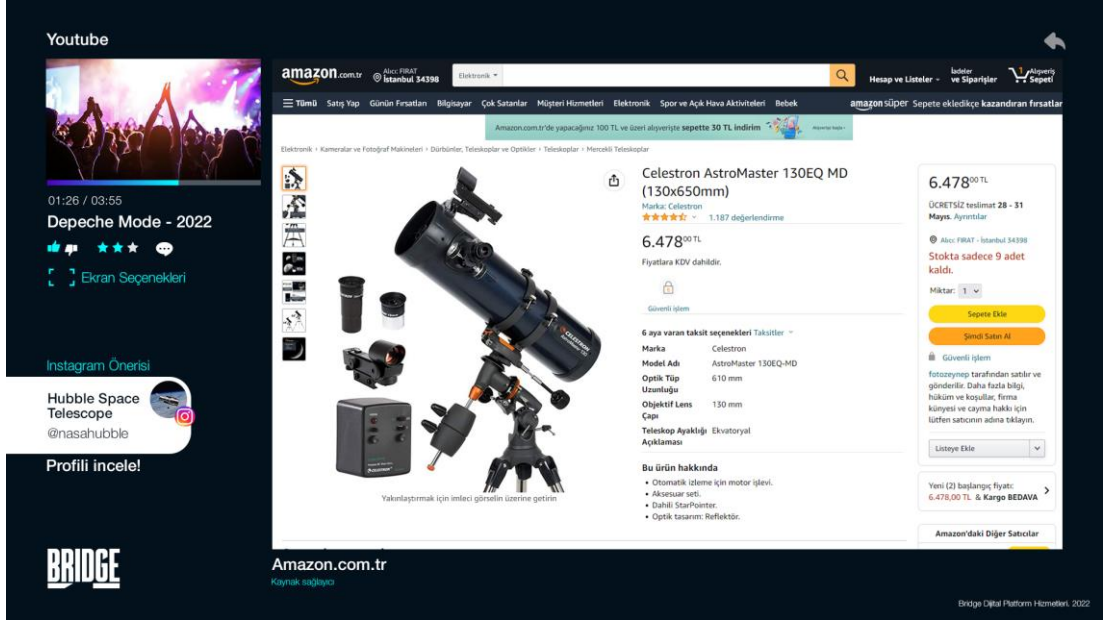 Youtube
01:26 / 03:55
Depeche Mode - 2022
Ekran Seçenekleri
Instagram Önerisi
Hubble Space
Telescope
@nasahubble
Profili incele!
BRIDGE
amazon.com.tr
Alıcı: FIRAT
İstanbul 34398
Elektronik
Hesap ve Listeler
İadeler
ve Siparişler
1
Alışveriş
Sepeti
Tümü Satış Yap Günün Fırsatları Bilgisayar Çok Satanlar Müşteri Hizmetleri Elektronik Spor ve Açık Hava Aktiviteleri Bebek
amazon süper Sepete ekledikçe kazandıran fırsatlar
Amazon.com.tr'de yapacağınız 100 TL ve üzeri alışverişte sepette 30 TL indirim
Elektronik › Kameralar ve Fotoğraf Makineleri › Dürbünler, Teleskoplar ve Optikler › Teleskoplar › Mercekli Teleskoplar
CELESTRON
Yakınlaştırmak için imleci görselin üzerine getirin
Celestron AstroMaster 130EQ MD
(130x650mm)
Marka: Celestron
1.187 değerlendirme
6.478⁰⁰ TL
Fiyatlara KDV dahildir.
Güvenli işlem
6 aya varan taksit seçenekleri Taksitler
Marka Celestron
Model Adı AstroMaster 130EQ-MD
Optik Tüp 610 mm
Uzunluğu
Objektif Lens 130 mm
Çapı
Teleskop Ayaklığı Ekvatoryal
Açıklaması
Bu ürün hakkında
• Otomatik izleme için motor işlevi.
• Aksesuar seti.
• Dahili StarPointer.
• Optik tasarım: Reflektör.
6.478⁰⁰ TL
ÜCRETSİZ teslimat 28 - 31
Mayıs. Ayrıntılar
Alıcı: FIRAT - İstanbul 34398
Stokta sadece 9 adet
kaldı.
Miktar: 1
Sepete Ekle
Şimdi Satın Al
Güvenli işlem
fotozeynep tarafından satılır ve
gönderilir. Daha fazla bilgi,
hüküm ve koşullar, firma
künyesi ve cayma hakkı için
lütfen satıcının adına tıklayın.
Listeye Ekle
Yeni (2) başlangıç fiyatı:
6.478,00 TL & Kargo BEDAVA
Amazon'daki Diğer Satıcılar
Amazon.com.tr
Kaynak sağlayıcı
Bridge Dijital Platform Hizmetleri. 2022